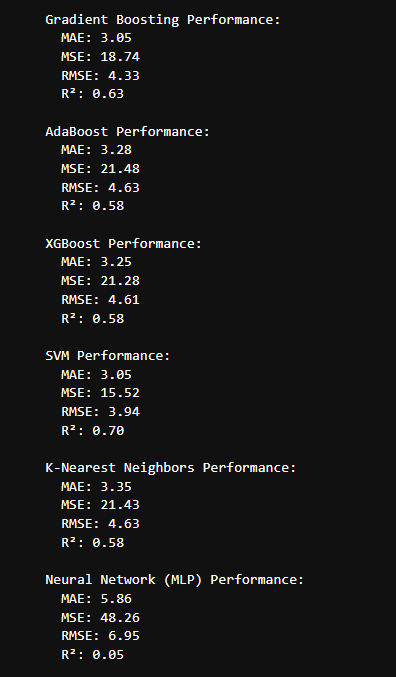 Gradient Boosting Performance:
MAE: 3.05
MSE: 18.74
RMSE: 4.33
R²: 0.63
AdaBoost Performance:
MAE: 3.28
MSE: 21.48
RMSE: 4.63
R²: 0.58
XGBoost Performance:
MAE: 3.25
MSE: 21.28
RMSE: 4.61
R²: 0.58
SVM Performance:
MAE: 3.05
MSE: 15.52
RMSE: 3.94
R²: 0.70
K-Nearest Neighbors Performance:
MAE: 3.35
MSE: 21.43
RMSE: 4.63
R²: 0.58
Neural Network (MLP) Performance:
MAE: 5.86
MSE: 48.26
RMSE: 6.95
R²: 0.05